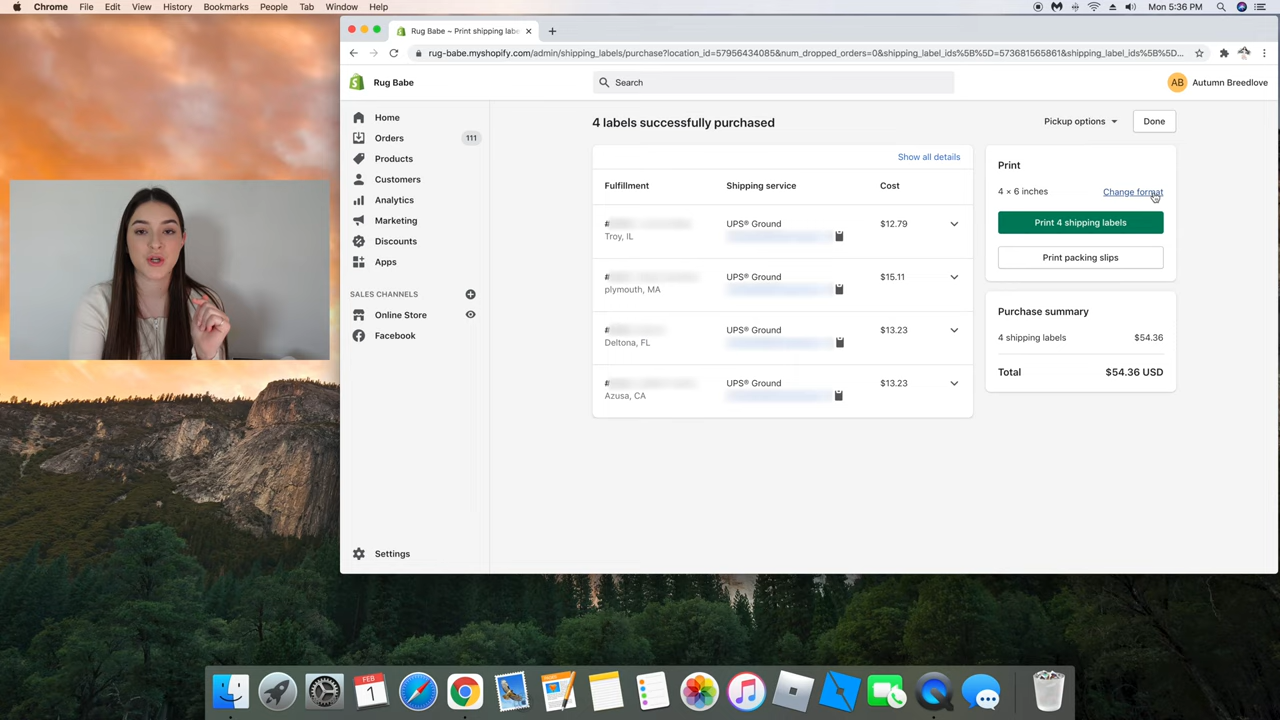 Chrome File Edit View History Bookmarks People Tab Window Help
Mon 5:36 PM
Rug Babe ~ Print shipping labe
rug-babe.myshopify.com/admin/shipping_labels/purchase?location_id=57956434085&num_dropped_orders=0&shipping_label_ids%5B%5D=573681565861&shipping_label_ids%5B%5D...
Rug Babe
Search
AB Autumn Breedlove
Home
Orders 111
Products
Customers
Analytics
Marketing
Discounts
Apps
SALES CHANNELS
Online Store
Facebook
Settings
4 labels successfully purchased
Pickup options
Done
Show all details
Fulfillment Shipping service Cost
# UPS® Ground $12.79
Troy, IL
# UPS® Ground $15.11
plymouth, MA
# UPS® Ground $13.23
Deltona, FL
# UPS® Ground $13.23
Azusa, CA
Print
4 × 6 inches Change format
Print 4 shipping labels
Print packing slips
Purchase summary
4 shipping labels $54.36
Total $54.36 USD
FEB
1